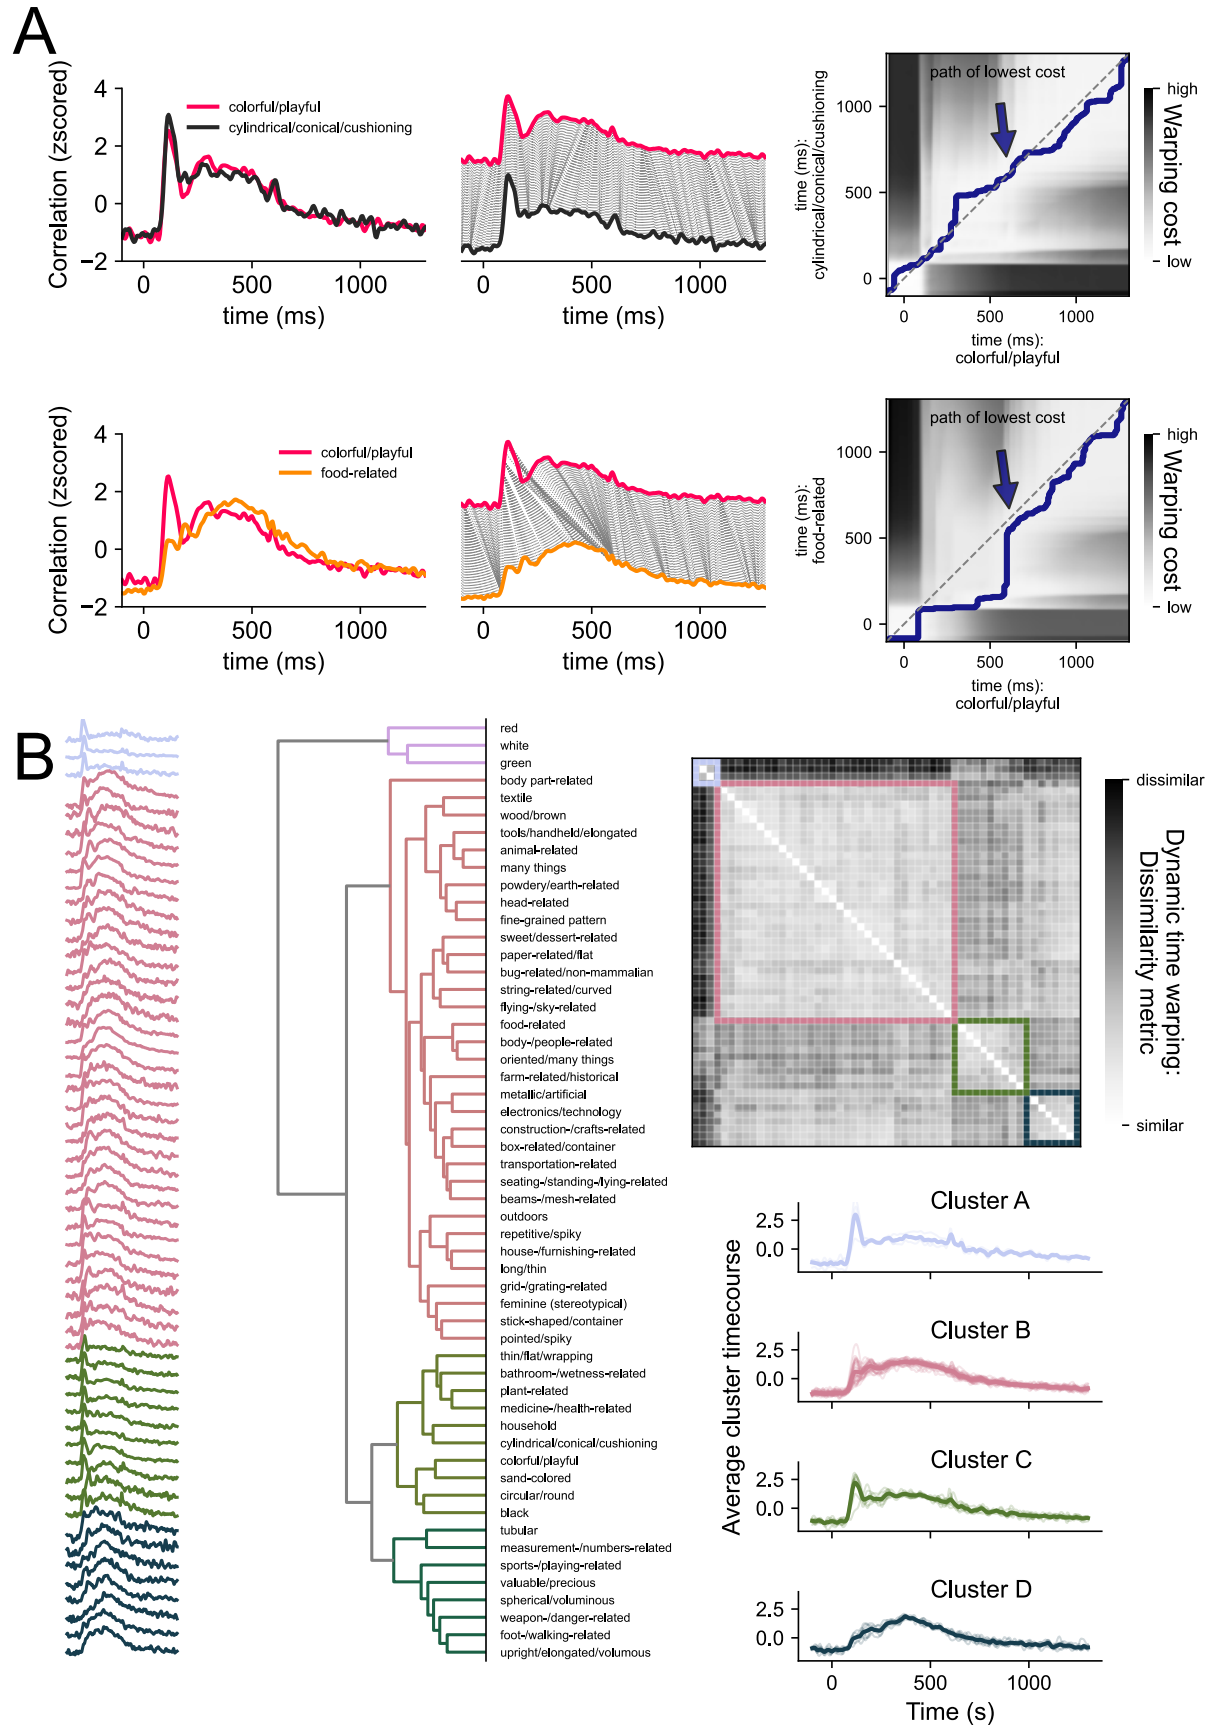 A
4
2
0
−2
Correlation (zscored)
colorful/playful
cylindrical/conical/cushioning
0
500
1000
time (ms)
0
500
1000
time (ms)
path of lowest cost
1000
500
0
time (ms):
cylindrical/conical/cushioning
0
500
1000
time (ms):
colorful/playful
high
low
Warping cost
4
2
0
−2
Correlation (zscored)
colorful/playful
food-related
0
500
1000
time (ms)
0
500
1000
time (ms)
path of lowest cost
1000
500
0
time (ms):
food-related
0
500
1000
time (ms):
colorful/playful
high
low
Warping cost
B
red
white
green
body part-related
textile
wood/brown
tools/handheld/elongated
animal-related
many things
powdery/earth-related
head-related
fine-grained pattern
sweet/dessert-related
paper-related/flat
bug-related/non-mammalian
string-related/curved
flying-/sky-related
food-related
body-/people-related
oriented/many things
farm-related/historical
metallic/artificial
electronics/technology
construction-/crafts-related
box-related/container
transportation-related
seating-/standing-/lying-related
beams-/mesh-related
outdoors
repetitive/spiky
house-/furnishing-related
long/thin
grid-/grating-related
feminine (stereotypical)
stick-shaped/container
pointed/spiky
thin/flat/wrapping
bathroom-/wetness-related
plant-related
medicine-/health-related
household
cylindrical/conical/cushioning
colorful/playful
sand-colored
circular/round
black
tubular
measurement-/numbers-related
sports-/playing-related
valuable/precious
spherical/voluminous
weapon-/danger-related
foot-/walking-related
upright/elongated/volumous
dissimilar
similar
Dynamic time warping:
Dissimilarity metric
Average cluster timecourse
Cluster A
2.5
0.0
0
500
1000
Cluster B
2.5
0.0
0
500
1000
Cluster C
2.5
0.0
0
500
1000
Cluster D
2.5
0.0
0
500
1000
Time (s)